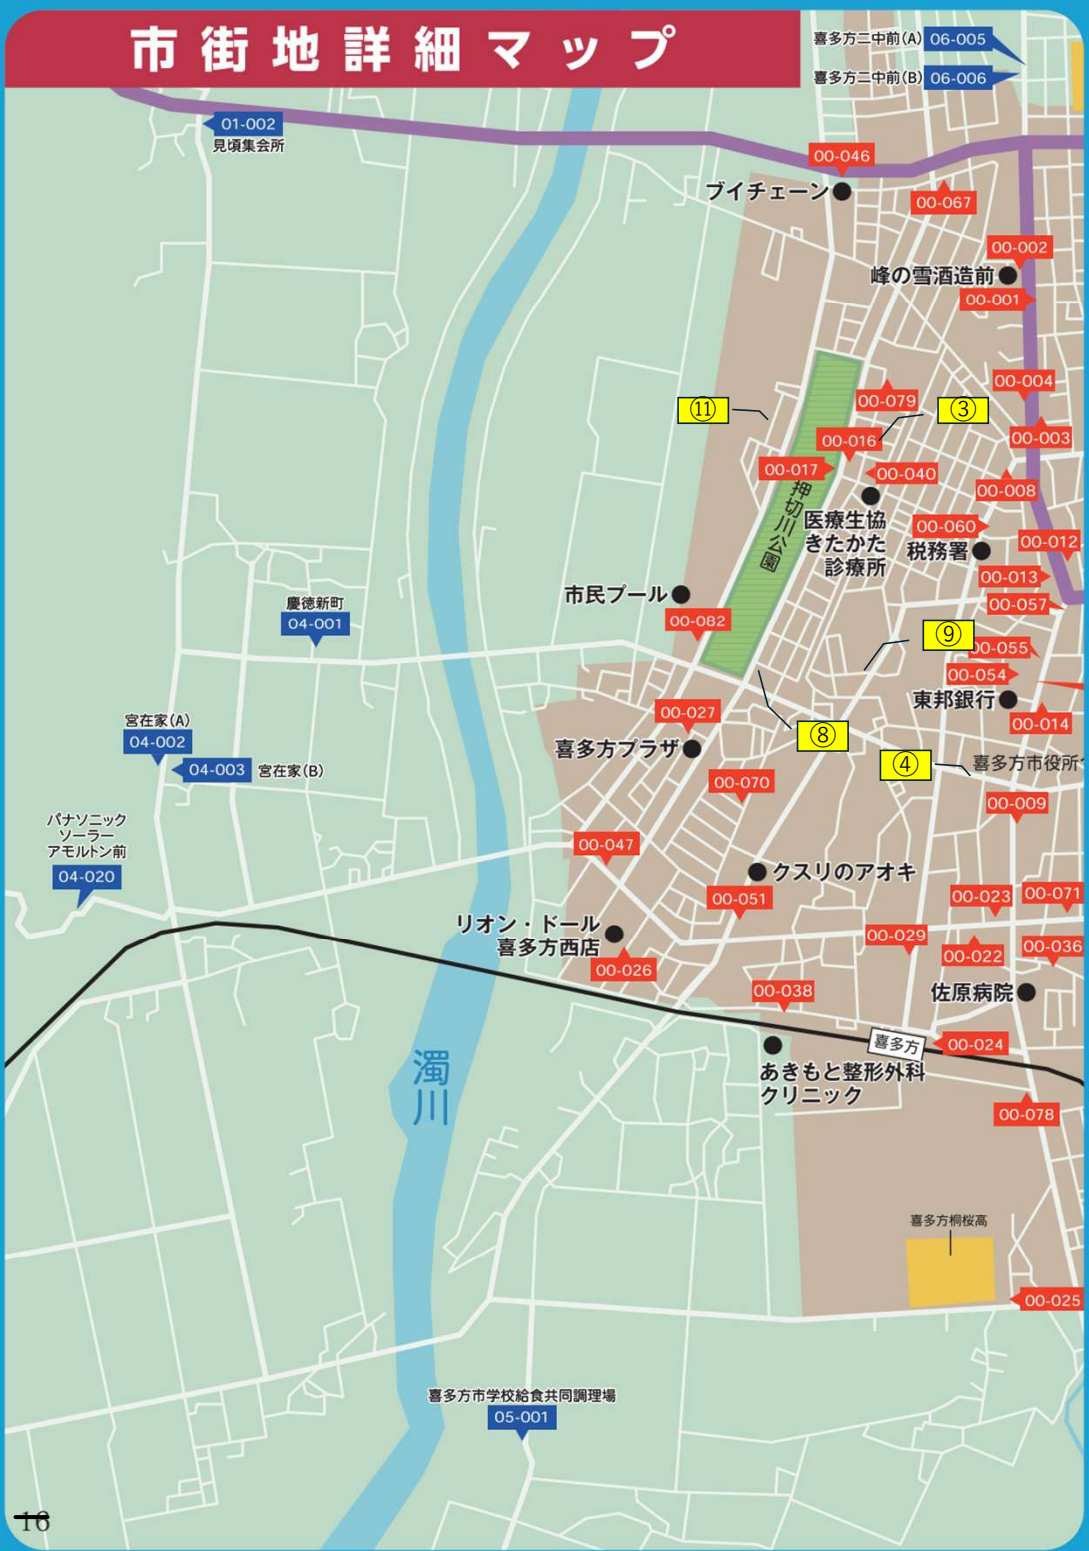 市街地詳細マップ
喜多方二中前(A) 06-005
喜多方二中前(B) 06-006
01-002
見頃集会所
00-046
ブイチェーン
00-067
00-002
峰の雪酒造前
00-001
00-004
00-079
⑪
③
00-003
00-016
00-017
00-040
00-008
押切川公園
医療生協
きたかた
診療所
00-060
税務署
00-012
00-013
市民プール
00-057
慶徳新町
04-001
00-082
⑨
00-055
00-054
東邦銀行
00-014
00-027
宮在家(A)
04-002
04-003 宮在家(B)
喜多方プラザ
⑧
④
喜多方市役所
00-070
00-009
パナソニック
ソーラー
アモルトン前
04-020
00-047
クスリのアオキ
00-051
00-023
00-071
リオン・ドール
喜多方西店
00-026
00-029
00-022
00-036
00-038
佐原病院
喜多方
00-024
あきもと整形外科
クリニック
濁川
00-078
喜多方桐桜高
00-025
喜多方市学校給食共同調理場
05-001
16